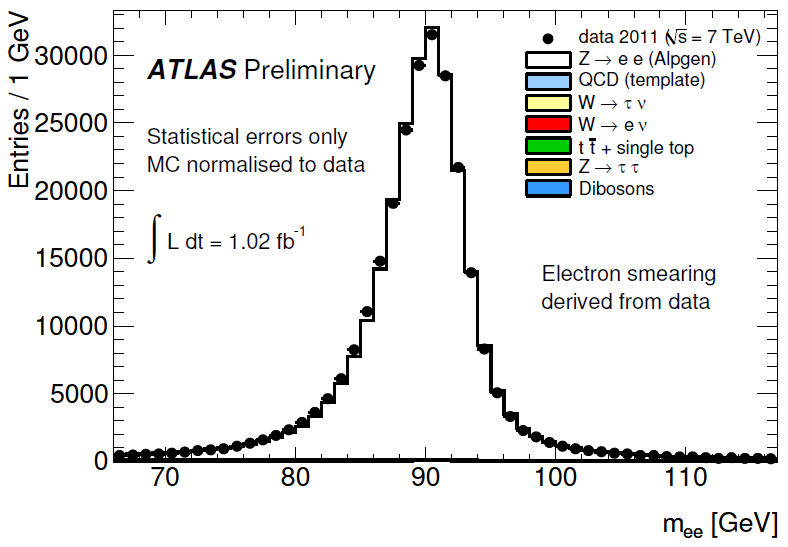 Entries / 1 GeV
30000
25000
20000
15000
10000
5000
0
ATLAS Preliminary
Statistical errors only
MC normalised to data
∫ L dt = 1.02 fb⁻¹
data 2011 (√s = 7 TeV)
Z → e e (Alpgen)
QCD (template)
W → τ ν
W → e ν
t t̅ + single top
Z → τ τ
Dibosons
Electron smearing
derived from data
70 80 90 100 110
mₑₑ [GeV]